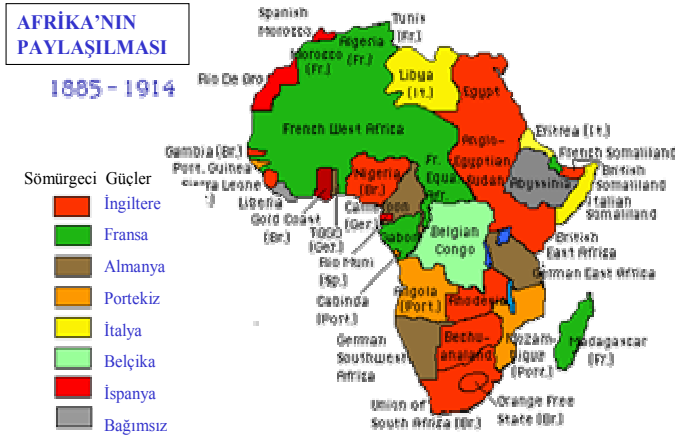 AFRİKA'NIN
PAYLAŞILMASI
1885 - 1914
Sömürgeci Güçler
İngiltere
Fransa
Almanya
Portekiz
İtalya
Belçika
İspanya
Bağımsız
Spanish
Morocco
Tunis
(Fr.)
Morocco
(Fr.)
Algeria
(Fr.)
Libya
(It.)
Egypt
Rio De Oro
French West Africa
Anglo-
Egyptian
Sudan
Eritrea (It.)
French Somaliland
British
Somaliland
Italian
Somaliland
Abyssinia
Gambia (Br.)
Port. Guinea
Sierra Leone
Liberia
Gold Coast
(Br.)
Togo
(Ger.)
Nigeria
(Br.)
Cameroon
(Ger.)
Fr.
Equa.
Afr.
Rio Muni
(Sp.)
Gabon
Cabinda
(Port.)
Belgian
Congo
British
East Africa
German East Africa
Angola
(Port.)
Rhodesia
German
Southwest
Africa
Bechu-
analand
Mozam-
bique
(Port.)
Madagascar
(Fr.)
Union of
South Africa (Br.)
Orange Free
State (Br.)